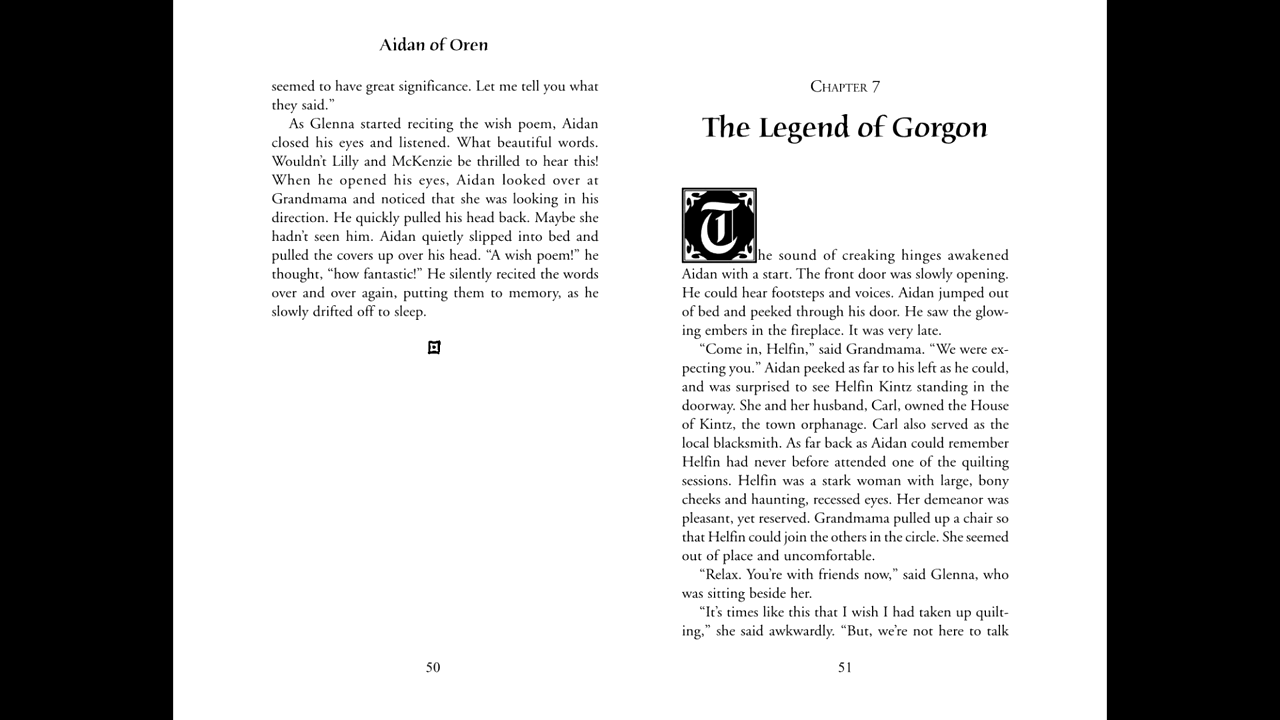 Aidan of Oren
seemed to have great significance. Let me tell you what
they said.”
As Glenna started reciting the wish poem, Aidan
closed his eyes and listened. What beautiful words.
Wouldn’t Lilly and McKenzie be thrilled to hear this!
When he opened his eyes, Aidan looked over at
Grandmama and noticed that she was looking in his
direction. He quickly pulled his head back. Maybe she
hadn’t seen him. Aidan quietly slipped into bed and
pulled the covers up over his head. “A wish poem!” he
thought, “how fantastic!” He silently recited the words
over and over again, putting them to memory, as he
slowly drifted off to sleep.
50
Chapter 7
The Legend of Gorgon
The sound of creaking hinges awakened
Aidan with a start. The front door was slowly opening.
He could hear footsteps and voices. Aidan jumped out
of bed and peeked through his door. He saw the glow-
ing embers in the fireplace. It was very late.
“Come in, Helfin,” said Grandmama. “We were ex-
pecting you.” Aidan peeked as far to his left as he could,
and was surprised to see Helfin Kintz standing in the
doorway. She and her husband, Carl, owned the House
of Kintz, the town orphanage. Carl also served as the
local blacksmith. As far back as Aidan could remember
Helfin had never before attended one of the quilting
sessions. Helfin was a stark woman with large, bony
cheeks and haunting, recessed eyes. Her demeanor was
pleasant, yet reserved. Grandmama pulled up a chair so
that Helfin could join the others in the circle. She seemed
out of place and uncomfortable.
“Relax. You’re with friends now,” said Glenna, who
was sitting beside her.
“It’s times like this that I wish I had taken up quilt-
ing,” she said awkwardly. “But, we’re not here to talk
51